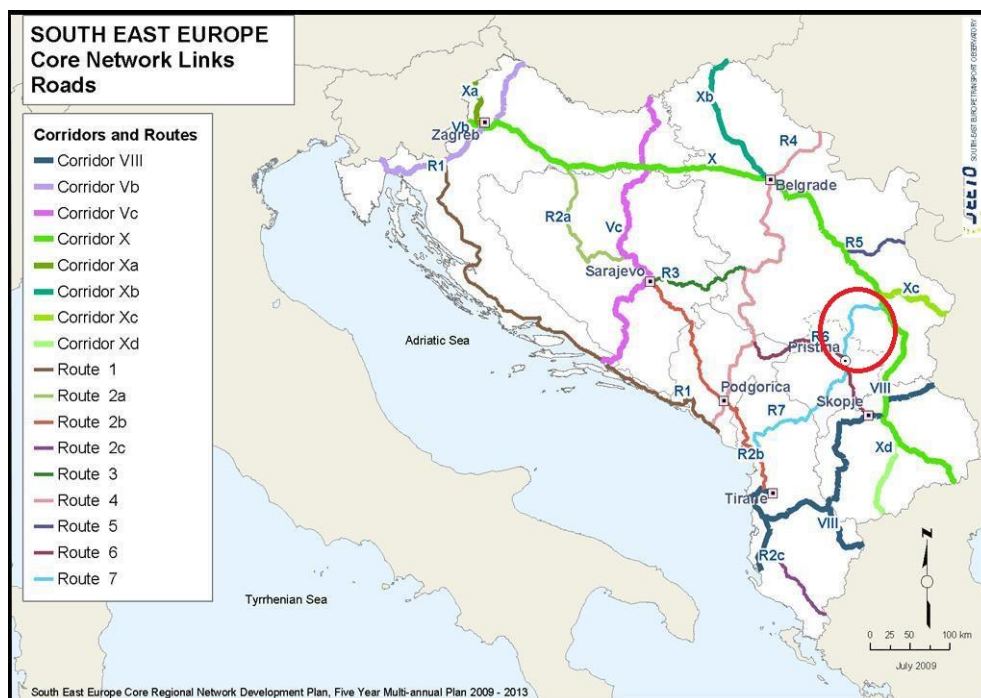 SOUTH EAST EUROPE
Core Network Links
Roads
Corridors and Routes
Corridor VIII
Corridor Vb
Corridor Vc
Corridor X
Corridor Xa
Corridor Xb
Corridor Xc
Corridor Xd
Route 1
Route 2a
Route 2b
Route 2c
Route 3
Route 4
Route 5
Route 6
Route 7
Xa
Vb
Zagreb
R1
Xb
R4
X
Belgrade
R2a
Vc
R5
Sarajevo
R3
Xc
Adriatic Sea
R6
Pristina
R1
Podgorica
R7
VIII
Skopje
R2b
Xd
Tirane
VIII
R2c
Tyrrhenian Sea
N
0 25 50 100 km
July 2009
SEETO
SOUTH-EAST EUROPE TRANSPORT OBSERVATORY
South East Europe Core Regional Network Development Plan, Five Year Multi-annual Plan 2009 - 2013